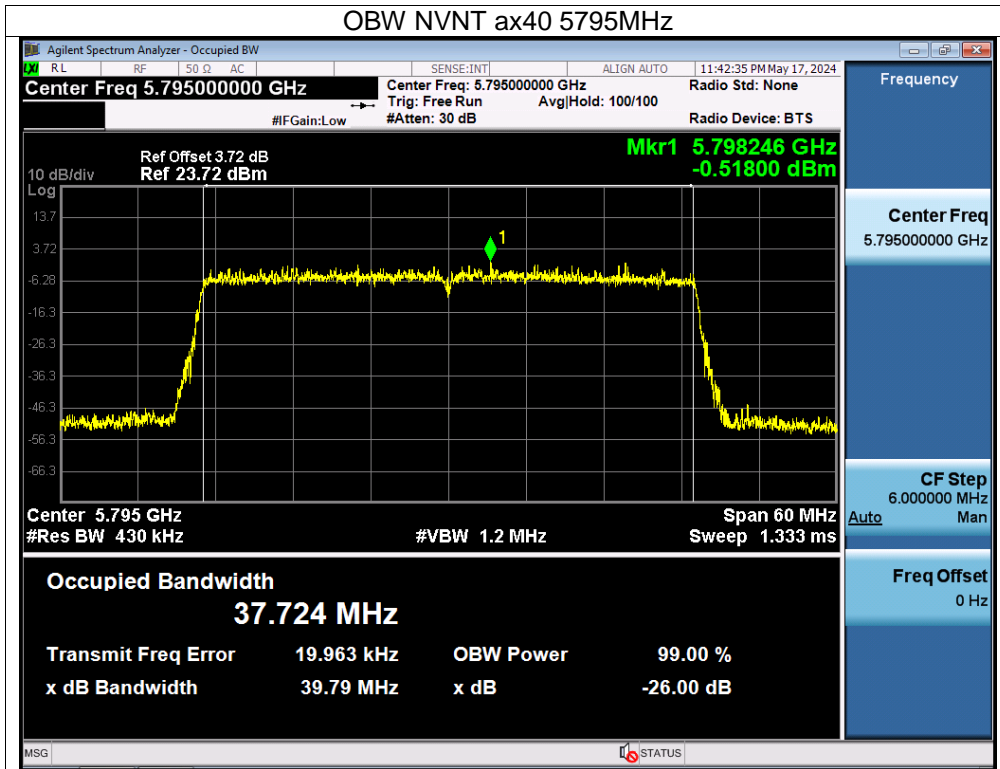 OBW NVNT ax40 5795MHz
Agilent Spectrum Analyzer - Occupied BW
LXI RL RF 50 Ω AC SENSE:INT ALIGN AUTO 11:42:35 PM May 17, 2024
Center Freq 5.795000000 GHz
Center Freq: 5.795000000 GHz
Radio Std: None
Trig: Free Run Avg|Hold: 100/100
#IFGain:Low
#Atten: 30 dB
Radio Device: BTS
Mkr1 5.798246 GHz
-0.51800 dBm
Ref Offset 3.72 dB
10 dB/div Ref 23.72 dBm
Log
13.7
3.72
-6.28
-16.3
-26.3
-36.3
-46.3
-56.3
-66.3
1
Center 5.795 GHz Span 60 MHz
#Res BW 430 kHz #VBW 1.2 MHz Sweep 1.333 ms
Occupied Bandwidth
37.724 MHz
Transmit Freq Error 19.963 kHz OBW Power 99.00 %
x dB Bandwidth 39.79 MHz x dB -26.00 dB
MSG STATUS
Frequency
Center Freq
5.795000000 GHz
CF Step
6.000000 MHz
Auto Man
Freq Offset
0 Hz